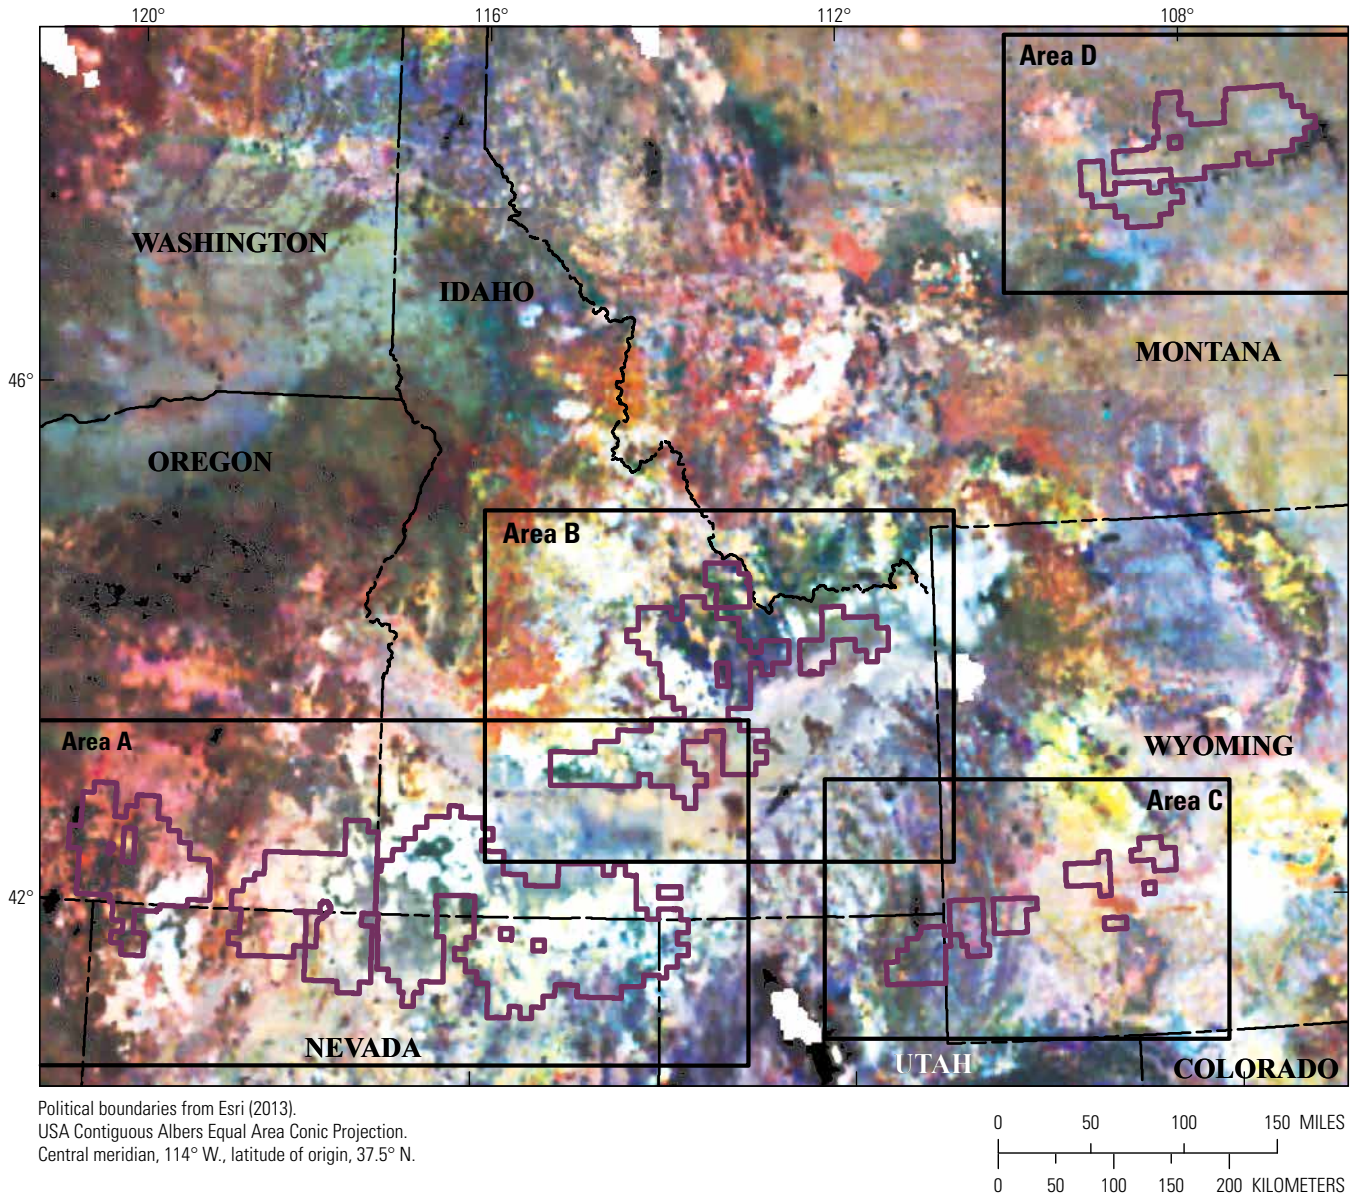 120° 116° 112° 108°
Area D
WASHINGTON
IDAHO
MONTANA
46°
OREGON
Area B
Area A
WYOMING
Area C
42°
NEVADA
UTAH
COLORADO
Political boundaries from Esri (2013).
USA Contiguous Albers Equal Area Conic Projection.
Central meridian, 114° W., latitude of origin, 37.5° N.
0 50 100 150 MILES
0 50 100 150 200 KILOMETERS